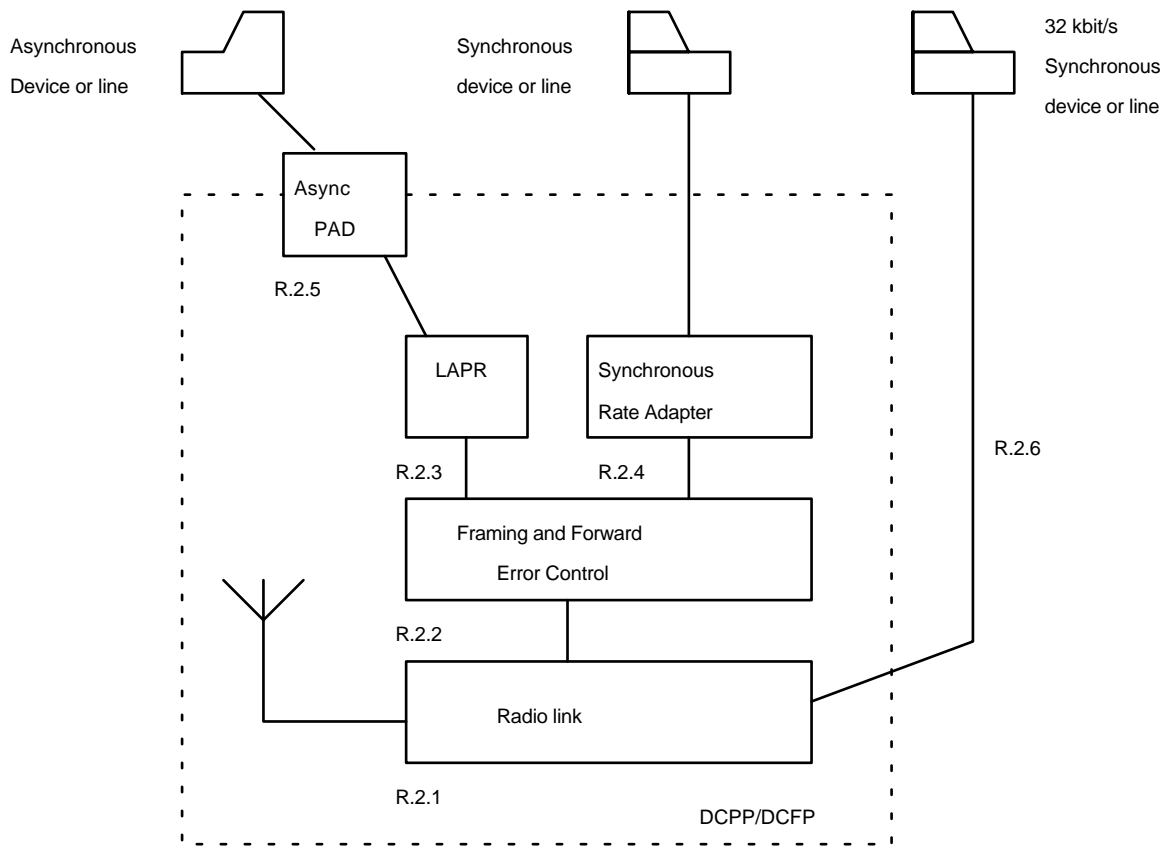 Asynchronous
Device or line
Synchronous
device or line
32 kbit/s
Synchronous
device or line
Async
PAD
R.2.5
LAPR
Synchronous
Rate Adapter
R.2.6
R.2.3
R.2.4
Framing and Forward
Error Control
R.2.2
Radio link
R.2.1
DCPP/DCFP